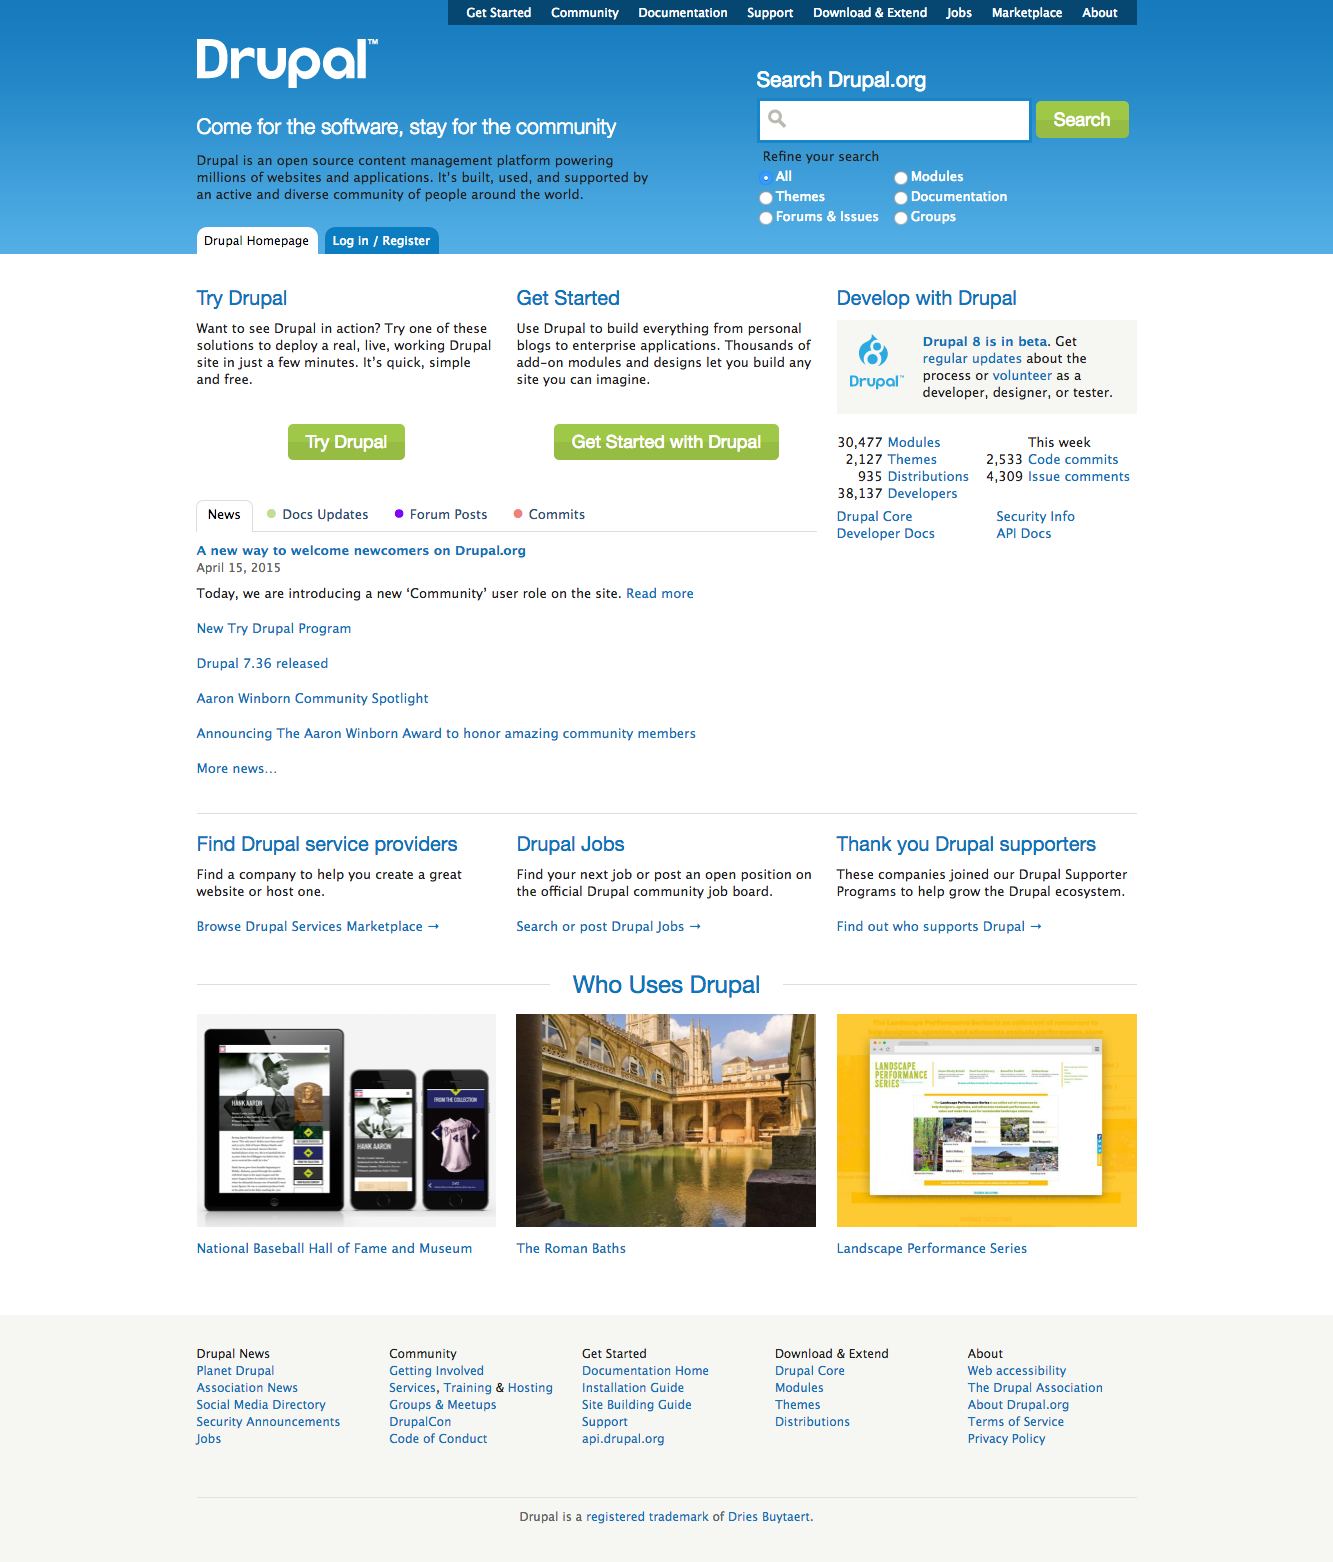 Get Started Community Documentation Support Download & Extend Jobs Marketplace About
Drupal™
Come for the software, stay for the community
Drupal is an open source content management platform powering
millions of websites and applications. It's built, used, and supported by
an active and diverse community of people around the world.
Search Drupal.org
Search
Refine your search
All
Modules
Themes
Documentation
Forums & Issues
Groups
Drupal Homepage
Log in / Register
Try Drupal
Want to see Drupal in action? Try one of these
solutions to deploy a real, live, working Drupal
site in just a few minutes. It's quick, simple
and free.
Try Drupal
Get Started
Use Drupal to build everything from personal
blogs to enterprise applications. Thousands of
add-on modules and designs let you build any
site you can imagine.
Get Started with Drupal
Develop with Drupal
Drupal™
Drupal 8 is in beta. Get
regular updates about the
process or volunteer as a
developer, designer, or tester.
30,477 Modules
2,127 Themes
935 Distributions
38,137 Developers
This week
2,533 Code commits
4,309 Issue comments
Drupal Core
Security Info
Developer Docs
API Docs
News
Docs Updates
Forum Posts
Commits
A new way to welcome newcomers on Drupal.org
April 15, 2015
Today, we are introducing a new ‘Community’ user role on the site. Read more
New Try Drupal Program
Drupal 7.36 released
Aaron Winborn Community Spotlight
Announcing The Aaron Winborn Award to honor amazing community members
More news...
Find Drupal service providers
Find a company to help you create a great
website or host one.
Browse Drupal Services Marketplace →
Drupal Jobs
Find your next job or post an open position on
the official Drupal community job board.
Search or post Drupal Jobs →
Thank you Drupal supporters
These companies joined our Drupal Supporter
Programs to help grow the Drupal ecosystem.
Find out who supports Drupal →
Who Uses Drupal
HANK AARON
HANK AARON
FROM THE COLLECTION
44
LANDSCAPE
PERFORMANCE
SERIES
National Baseball Hall of Fame and Museum
The Roman Baths
Landscape Performance Series
Drupal News
Planet Drupal
Association News
Social Media Directory
Security Announcements
Jobs
Community
Getting Involved
Services, Training & Hosting
Groups & Meetups
DrupalCon
Code of Conduct
Get Started
Documentation Home
Installation Guide
Site Building Guide
Support
api.drupal.org
Download & Extend
Drupal Core
Modules
Themes
Distributions
About
Web accessibility
The Drupal Association
About Drupal.org
Terms of Service
Privacy Policy
Drupal is a registered trademark of Dries Buytaert.